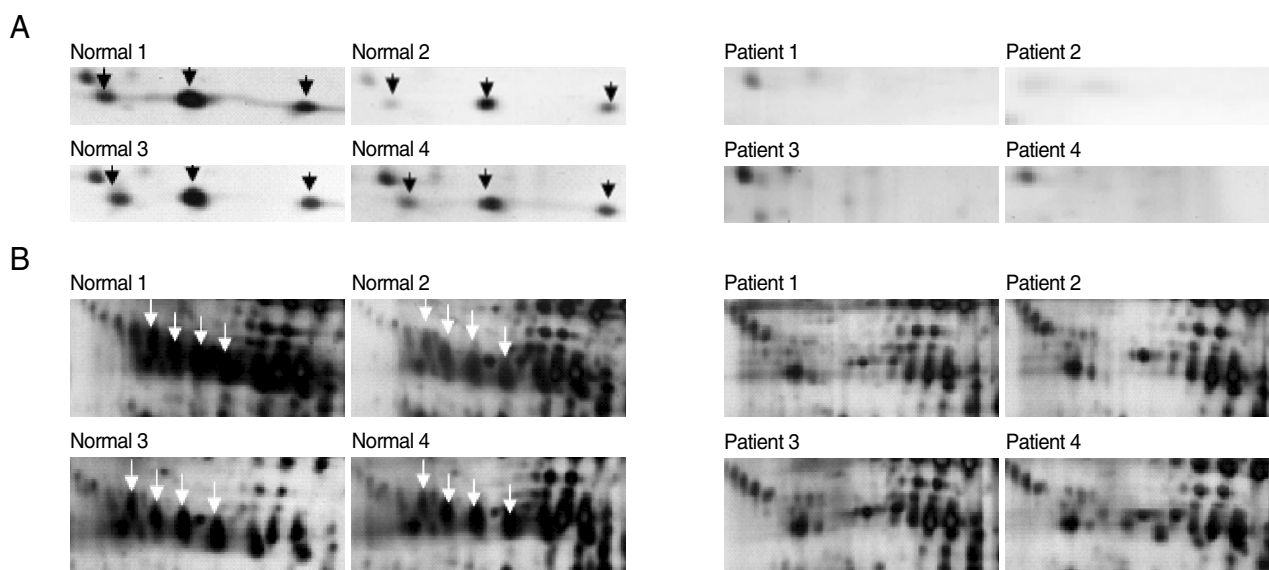 A
Normal 1
Normal 2
Patient 1
Patient 2
Normal 3
Normal 4
Patient 3
Patient 4
B
Normal 1
Normal 2
Patient 1
Patient 2
Normal 3
Normal 4
Patient 3
Patient 4